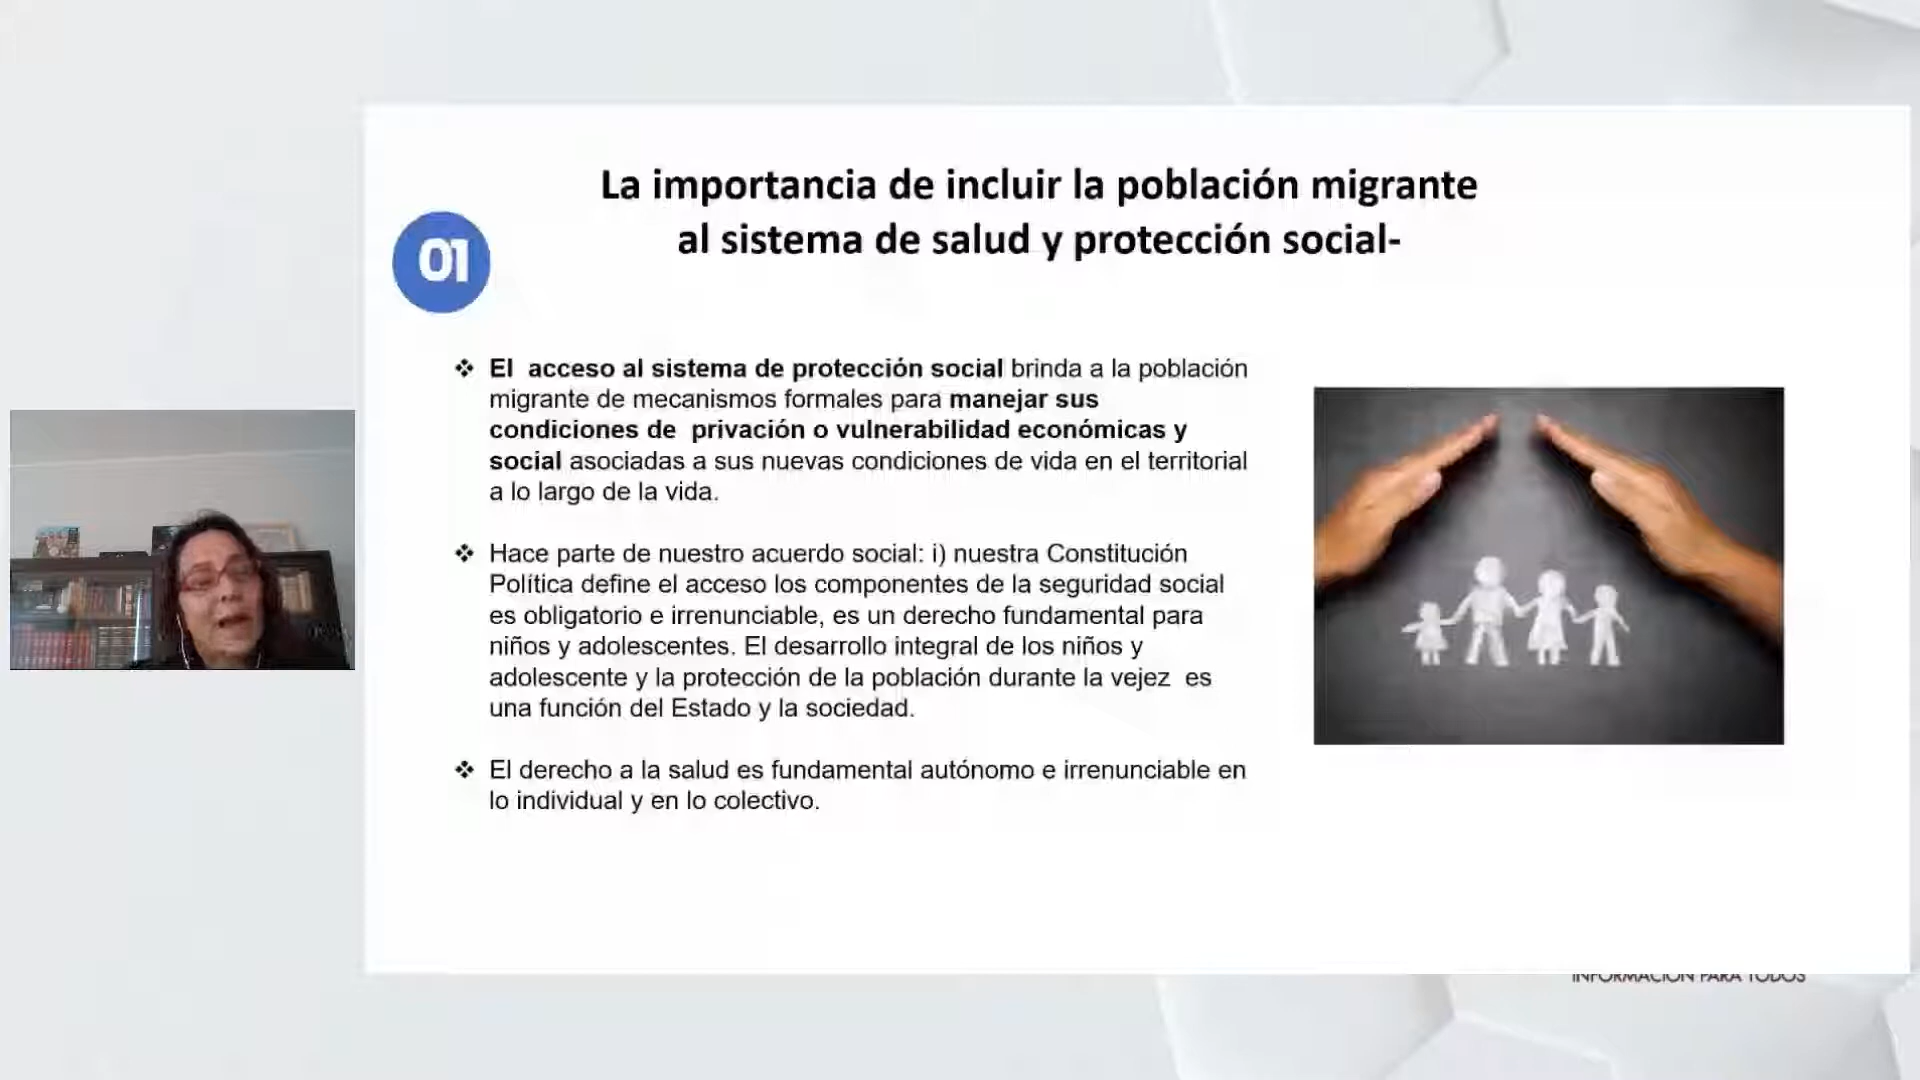 La importancia de incluir la población migrante
al sistema de salud y protección social-
01
El acceso al sistema de protección social brinda a la población
migrante de mecanismos formales para manejar sus
condiciones de privación o vulnerabilidad económicas y
social asociadas a sus nuevas condiciones de vida en el territorial
a lo largo de la vida.
Hace parte de nuestro acuerdo social: i) nuestra Constitución
Política define el acceso los componentes de la seguridad social
es obligatorio e irrenunciable, es un derecho fundamental para
niños y adolescentes. El desarrollo integral de los niños y
adolescente y la protección de la población durante la vejez es
una función del Estado y la sociedad.
El derecho a la salud es fundamental autónomo e irrenunciable en
lo individual y en lo colectivo.
INFORMACIÓN PARA TODOS